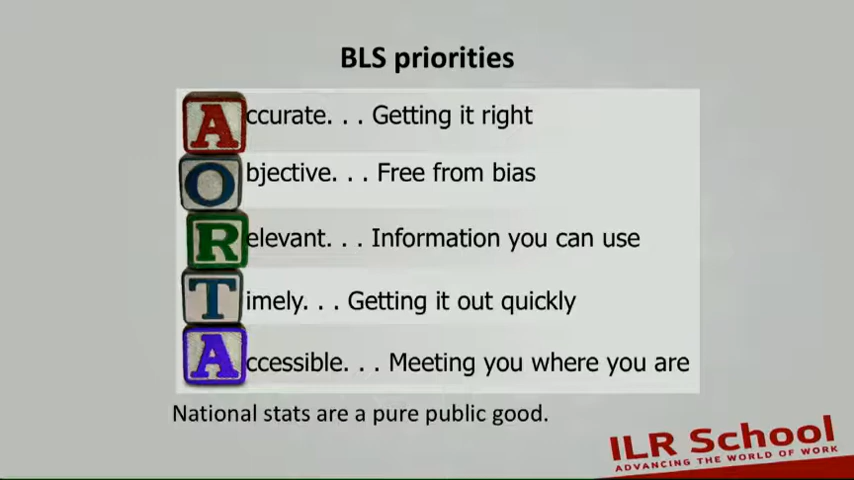 BLS priorities
Accurate. . . Getting it right
Objective. . . Free from bias
Relevant. . . Information you can use
Timely. . . Getting it out quickly
Accessible. . . Meeting you where you are
National stats are a pure public good.
ILR School
ADVANCING THE WORLD OF WORK